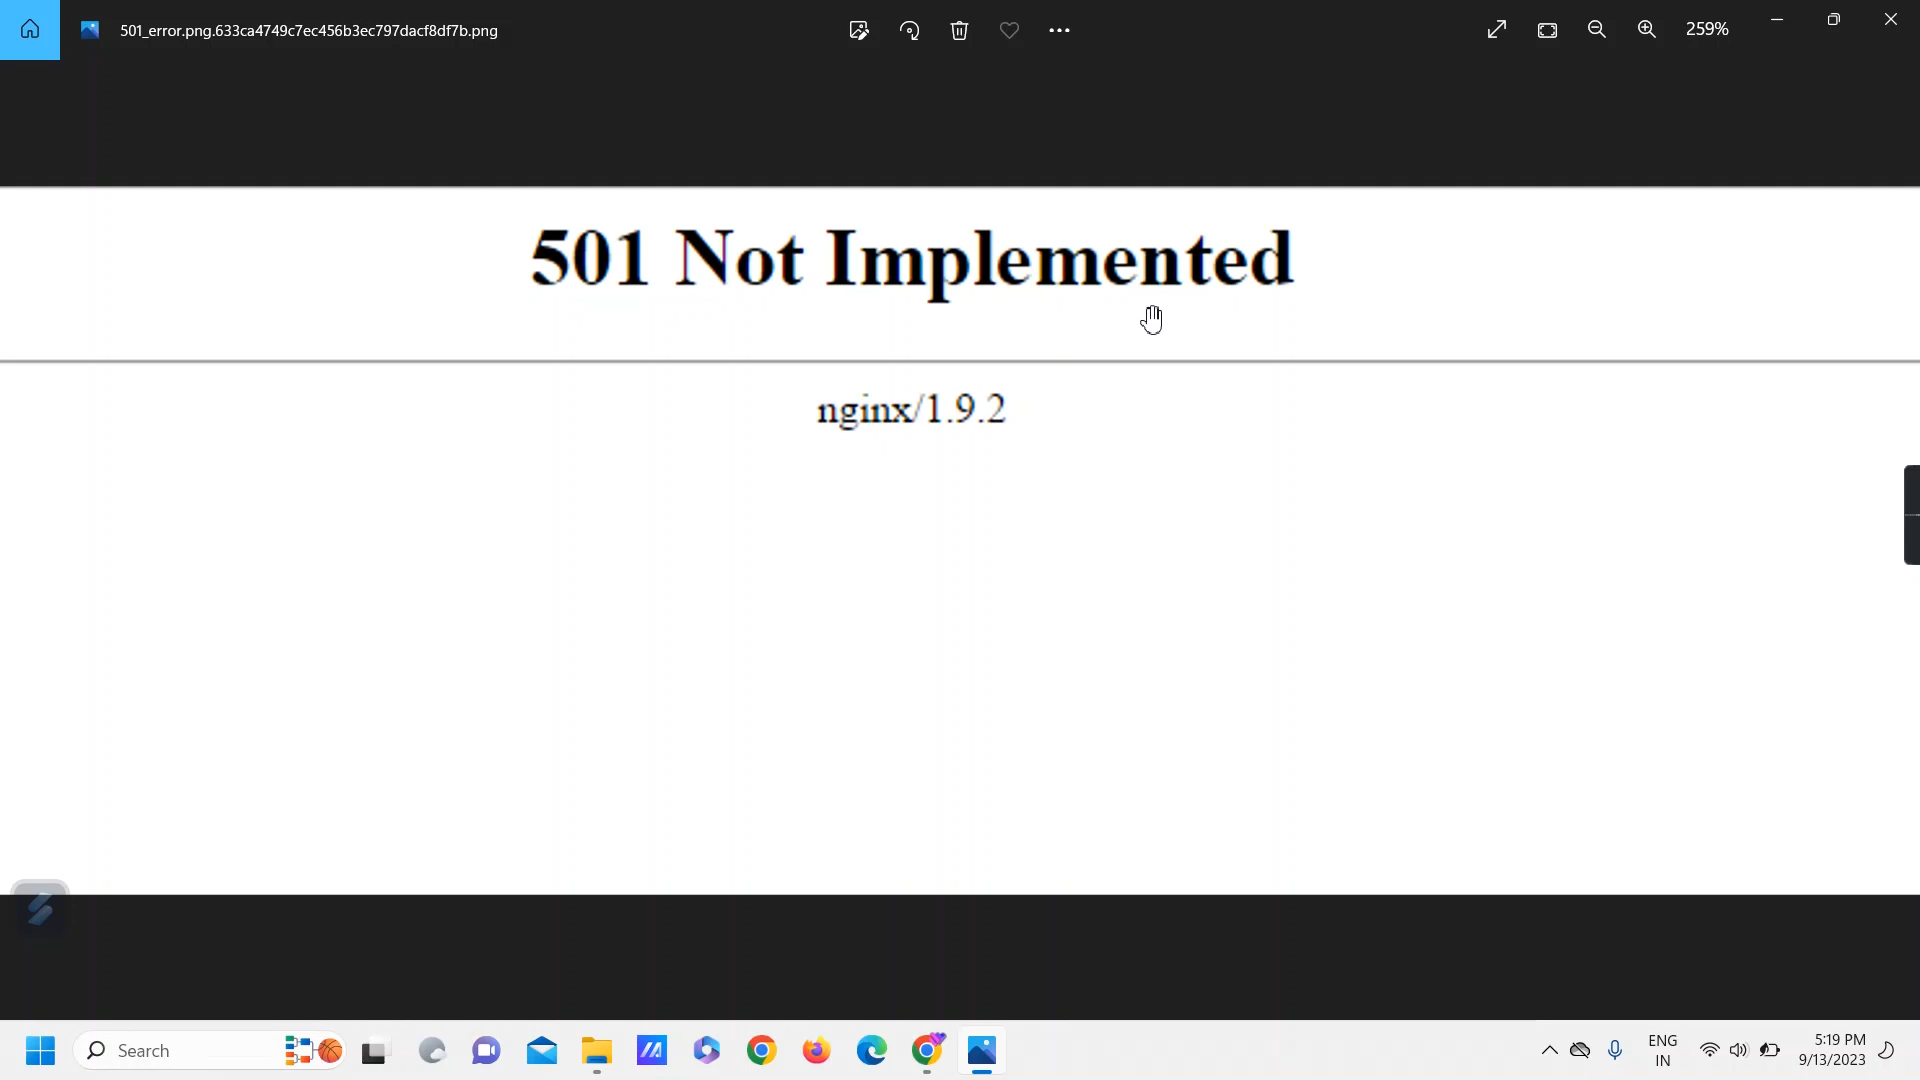 501_error.png.633ca4749c7ec456b3ec797dacf8df7b.png
259%
501 Not Implemented
nginx/1.9.2
Search
ENG
IN
5:19 PM
9/13/2023